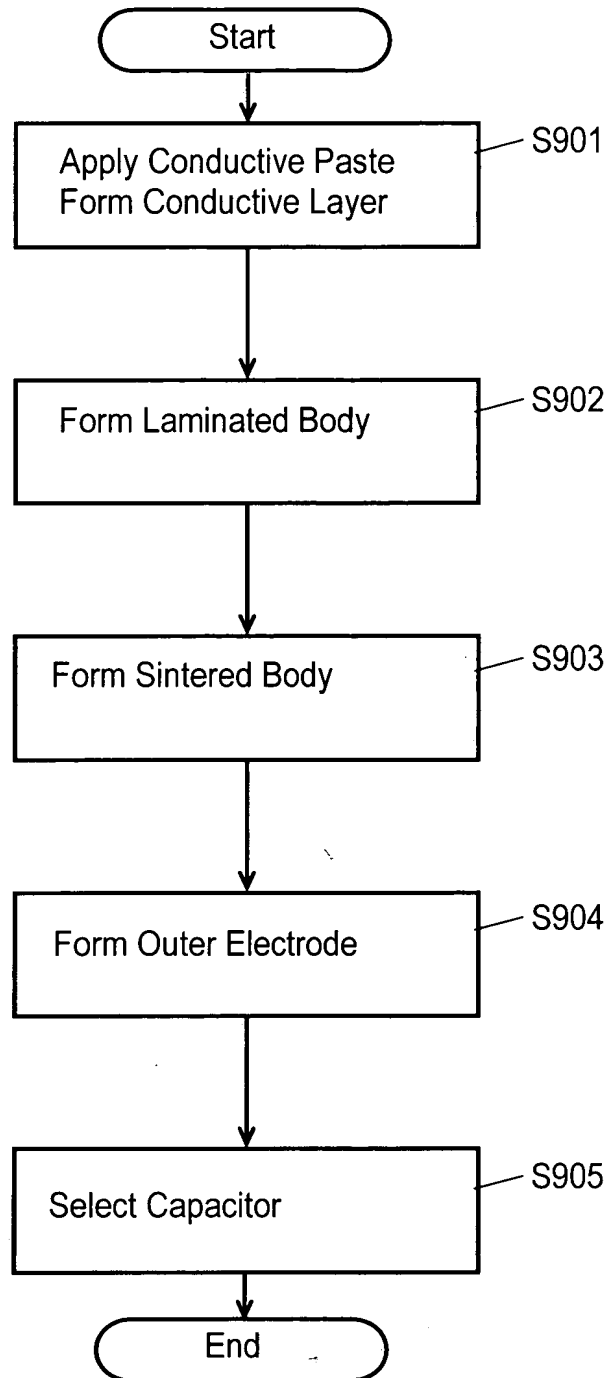 Start
Apply Conductive Paste
Form Conductive Layer
S901
Form Laminated Body
S902
Form Sintered Body
S903
Form Outer Electrode
S904
Select Capacitor
S905
End